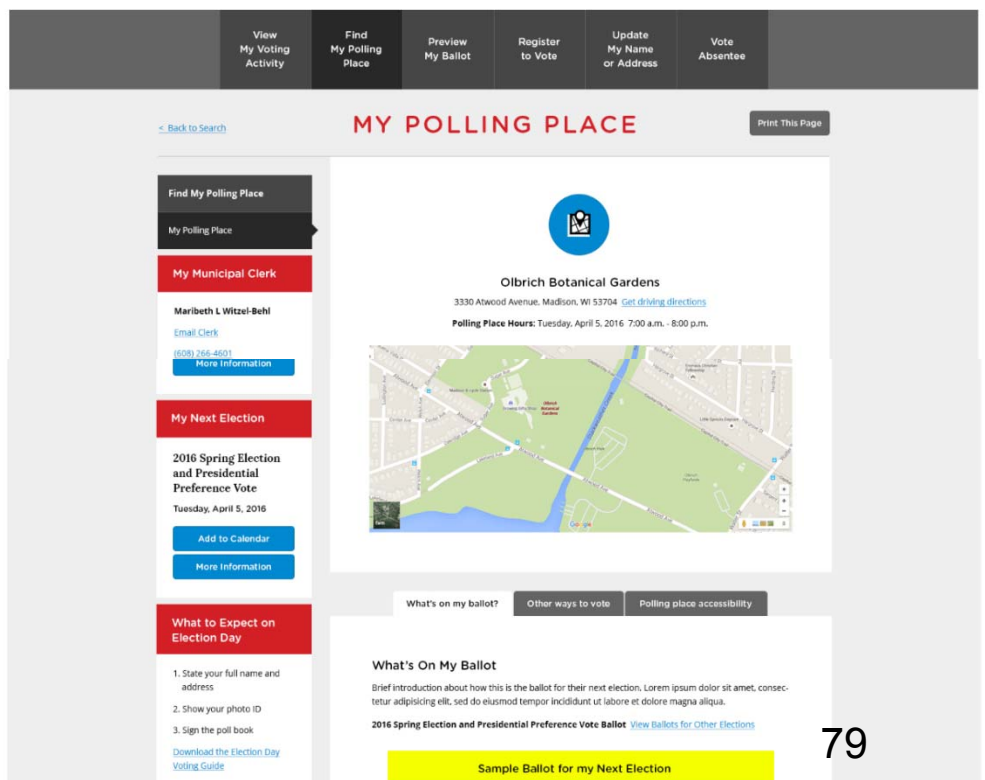 View
My Voting
Activity
Find
My Polling
Place
Preview
My Ballot
Register
to Vote
Update
My Name
or Address
Vote
Absentee
< Back to Search
MY POLLING PLACE
Print This Page
Find My Polling Place
My Polling Place
My Municipal Clerk
Maribeth L Witzel-Behl
Email Clerk
(608) 266-4601
More Information
My Next Election
2016 Spring Election
and Presidential
Preference Vote
Tuesday, April 5, 2016
Add to Calendar
More Information
What to Expect on
Election Day
1. State your full name and
address
2. Show your photo ID
3. Sign the poll book
Download the Election Day
Voting Guide
Olbrich Botanical Gardens
3330 Atwood Avenue, Madison, WI 53704 Get driving directions
Polling Place Hours: Tuesday, April 5, 2016 7:00 a.m. - 8:00 p.m.
Olbrich
Botanical
Gardens
Google
What's on my ballot?
Other ways to vote
Polling place accessibility
What's On My Ballot
Brief introduction about how this is the ballot for their next election. Lorem ipsum dolor sit amet, consec-
tetur adipisicing elit, sed do eiusmod tempor incididunt ut labore et dolore magna aliqua.
2016 Spring Election and Presidential Preference Vote Ballot View Ballots for Other Elections
Sample Ballot for my Next Election
79